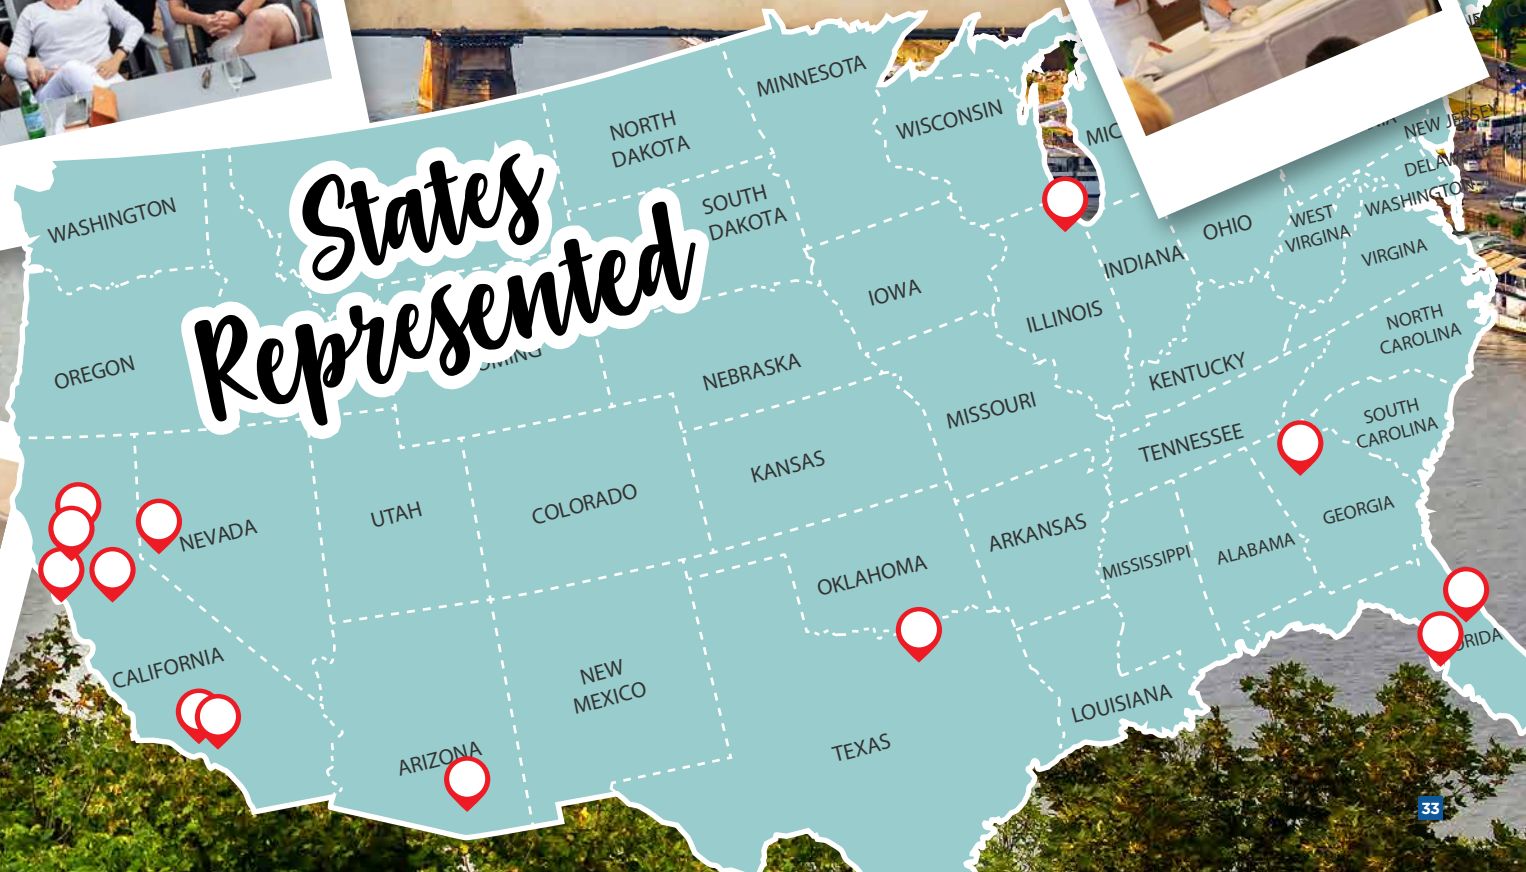 States
Represented
WASHINGTON
OREGON
CALIFORNIA
NEVADA
UTAH
ARIZONA
COLORADO
NEW
MEXICO
NORTH
DAKOTA
SOUTH
DAKOTA
NEBRASKA
KANSAS
OKLAHOMA
TEXAS
MINNESOTA
IOWA
MISSOURI
ARKANSAS
LOUISIANA
WISCONSIN
ILLINOIS
INDIANA
OHIO
KENTUCKY
TENNESSEE
MISSISSIPPI
ALABAMA
GEORGIA
SOUTH
CAROLINA
NORTH
CAROLINA
VIRGINA
WEST
VIRGINA
WASHINGTON
NEW JERSEY
33